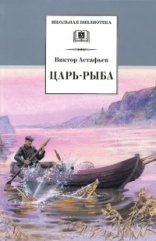 ШКОЛЬНАЯ БИБЛИОТЕКА
Виктор Астафьев
ЦАРЬ-РЫБА